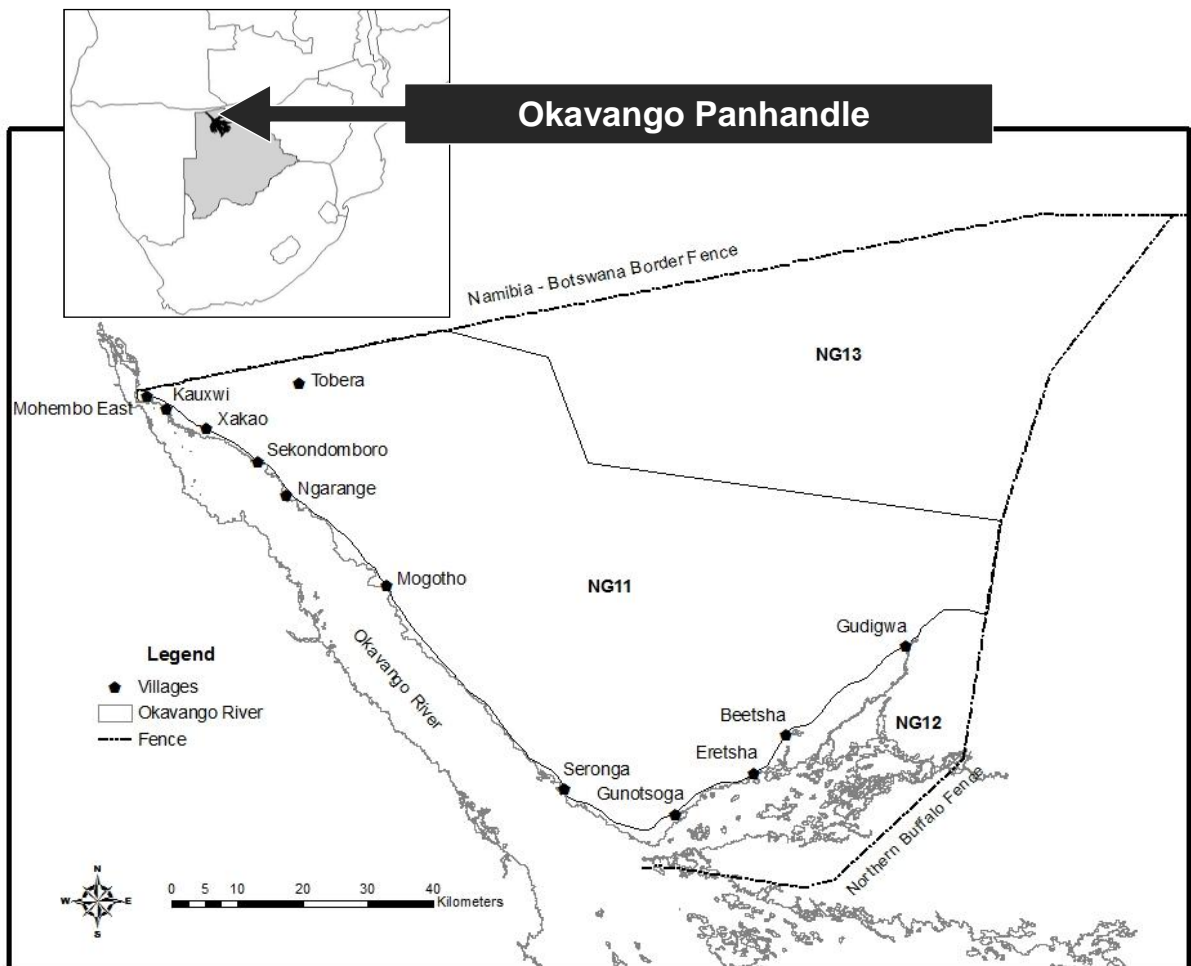 Okavango Panhandle
Namibia - Botswana Border Fence
NG13
Tobera
Kauxwi
Mohembo East
Xakao
Sekondomboro
Ngarange
Mogotho
NG11
Okavango River
Gudigwa
Legend
Villages
Okavango River
Fence
Beetsha
NG12
Eretsha
Seronga
Gunotsoga
Northern Buffalo Fence
N
W E
S
0 5 10 20 30 40
Kilometers